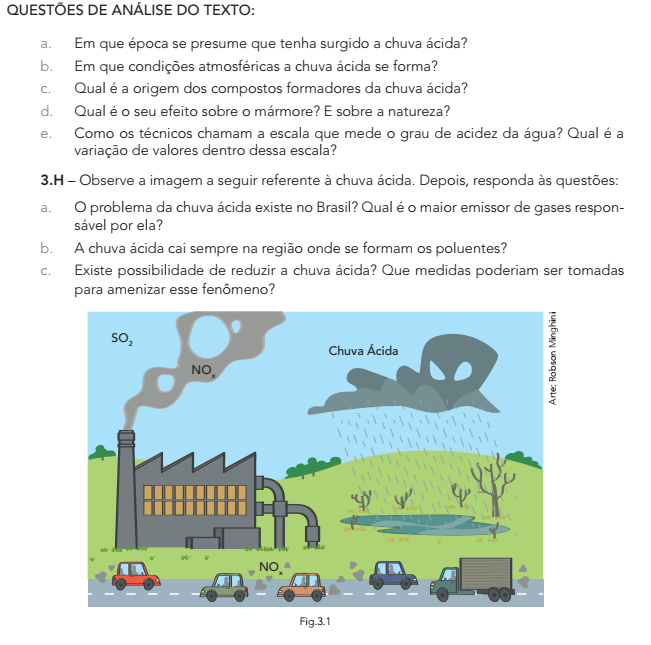 QUESTÕES DE ANÁLISE DO TEXTO:
a. Em que época se presume que tenha surgido a chuva ácida?
b. Em que condições atmosféricas a chuva ácida se forma?
c. Qual é a origem dos compostos formadores da chuva ácida?
d. Qual é o seu efeito sobre o mármore? E sobre a natureza?
e. Como os técnicos chamam a escala que mede o grau de acidez da água? Qual é a
variação de valores dentro dessa escala?
3.H – Observe a imagem a seguir referente à chuva ácida. Depois, responda às questões:
a. O problema da chuva ácida existe no Brasil? Qual é o maior emissor de gases respon-
sável por ela?
b. A chuva ácida cai sempre na região onde se formam os poluentes?
c. Existe possibilidade de reduzir a chuva ácida? Que medidas poderiam ser tomadas
para amenizar esse fenômeno?
SO₂
Chuva Ácida
NOₓ
NOₓ
Arte: Robson Minghini
Fig.3.1